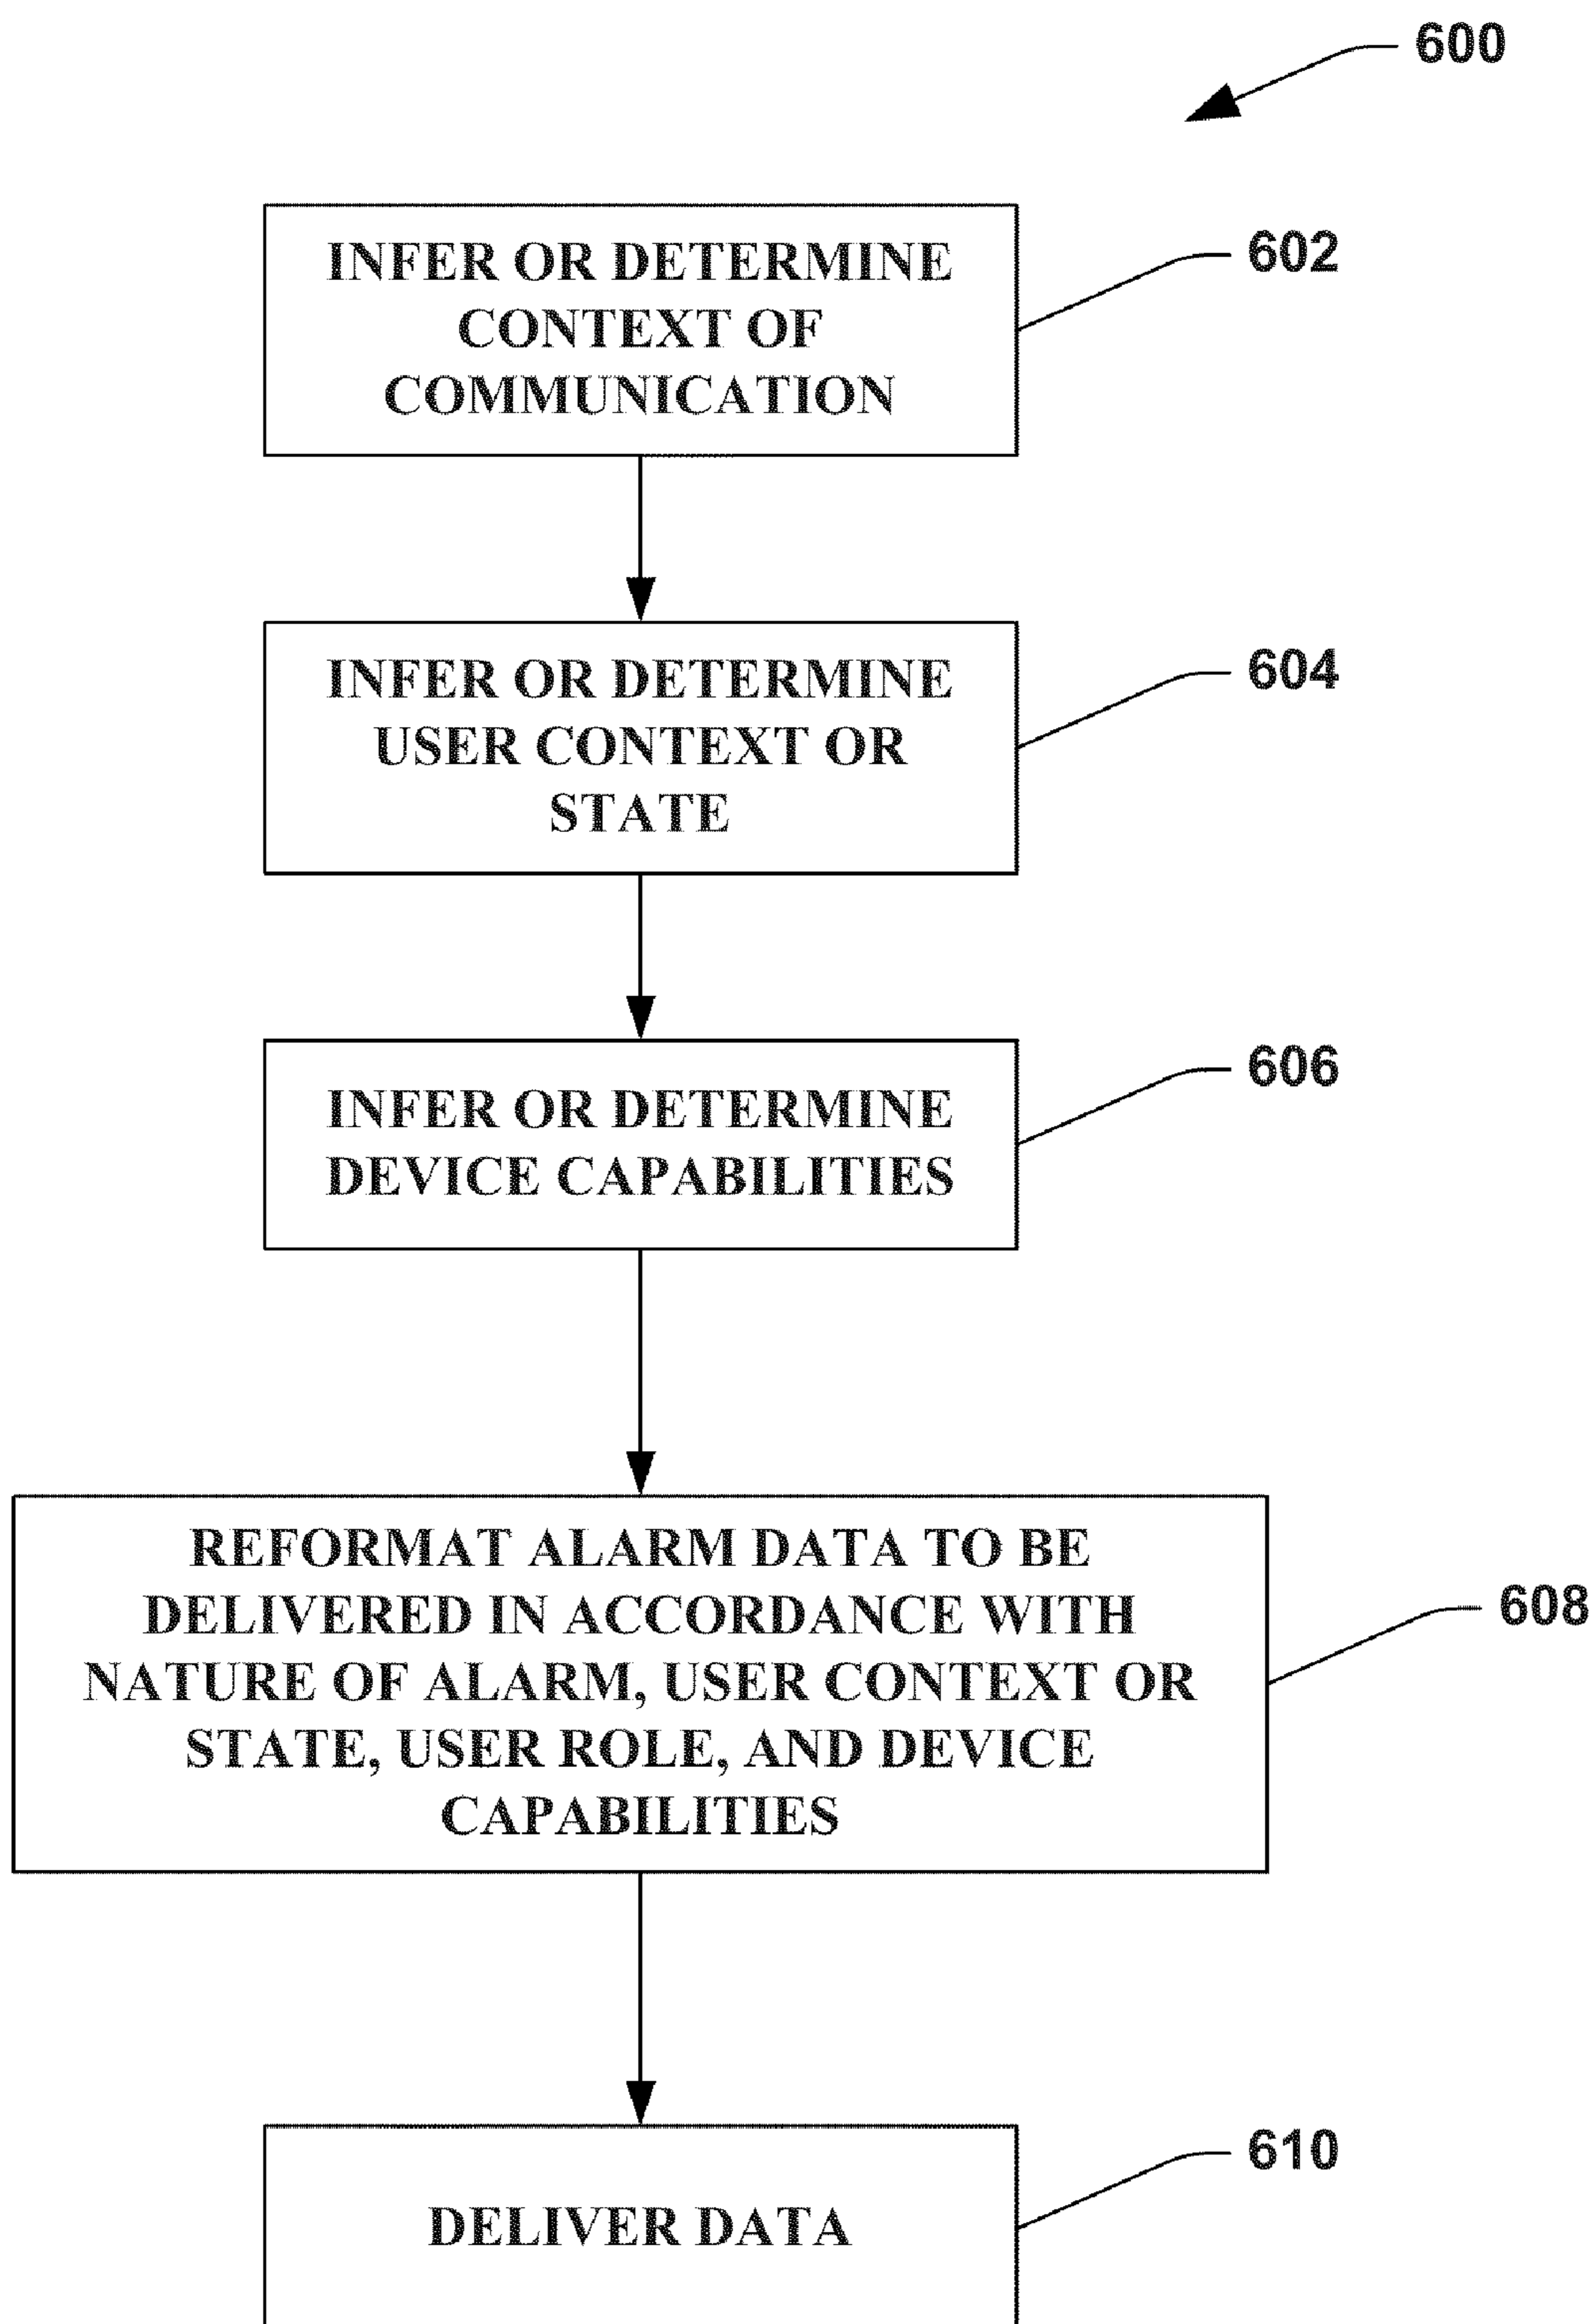 600
INFER OR DETERMINE
CONTEXT OF
COMMUNICATION
602
INFER OR DETERMINE
USER CONTEXT OR
STATE
604
INFER OR DETERMINE
DEVICE CAPABILITIES
606
REFORMAT ALARM DATA TO BE
DELIVERED IN ACCORDANCE WITH
NATURE OF ALARM, USER CONTEXT OR
STATE, USER ROLE, AND DEVICE
CAPABILITIES
608
DELIVER DATA
610